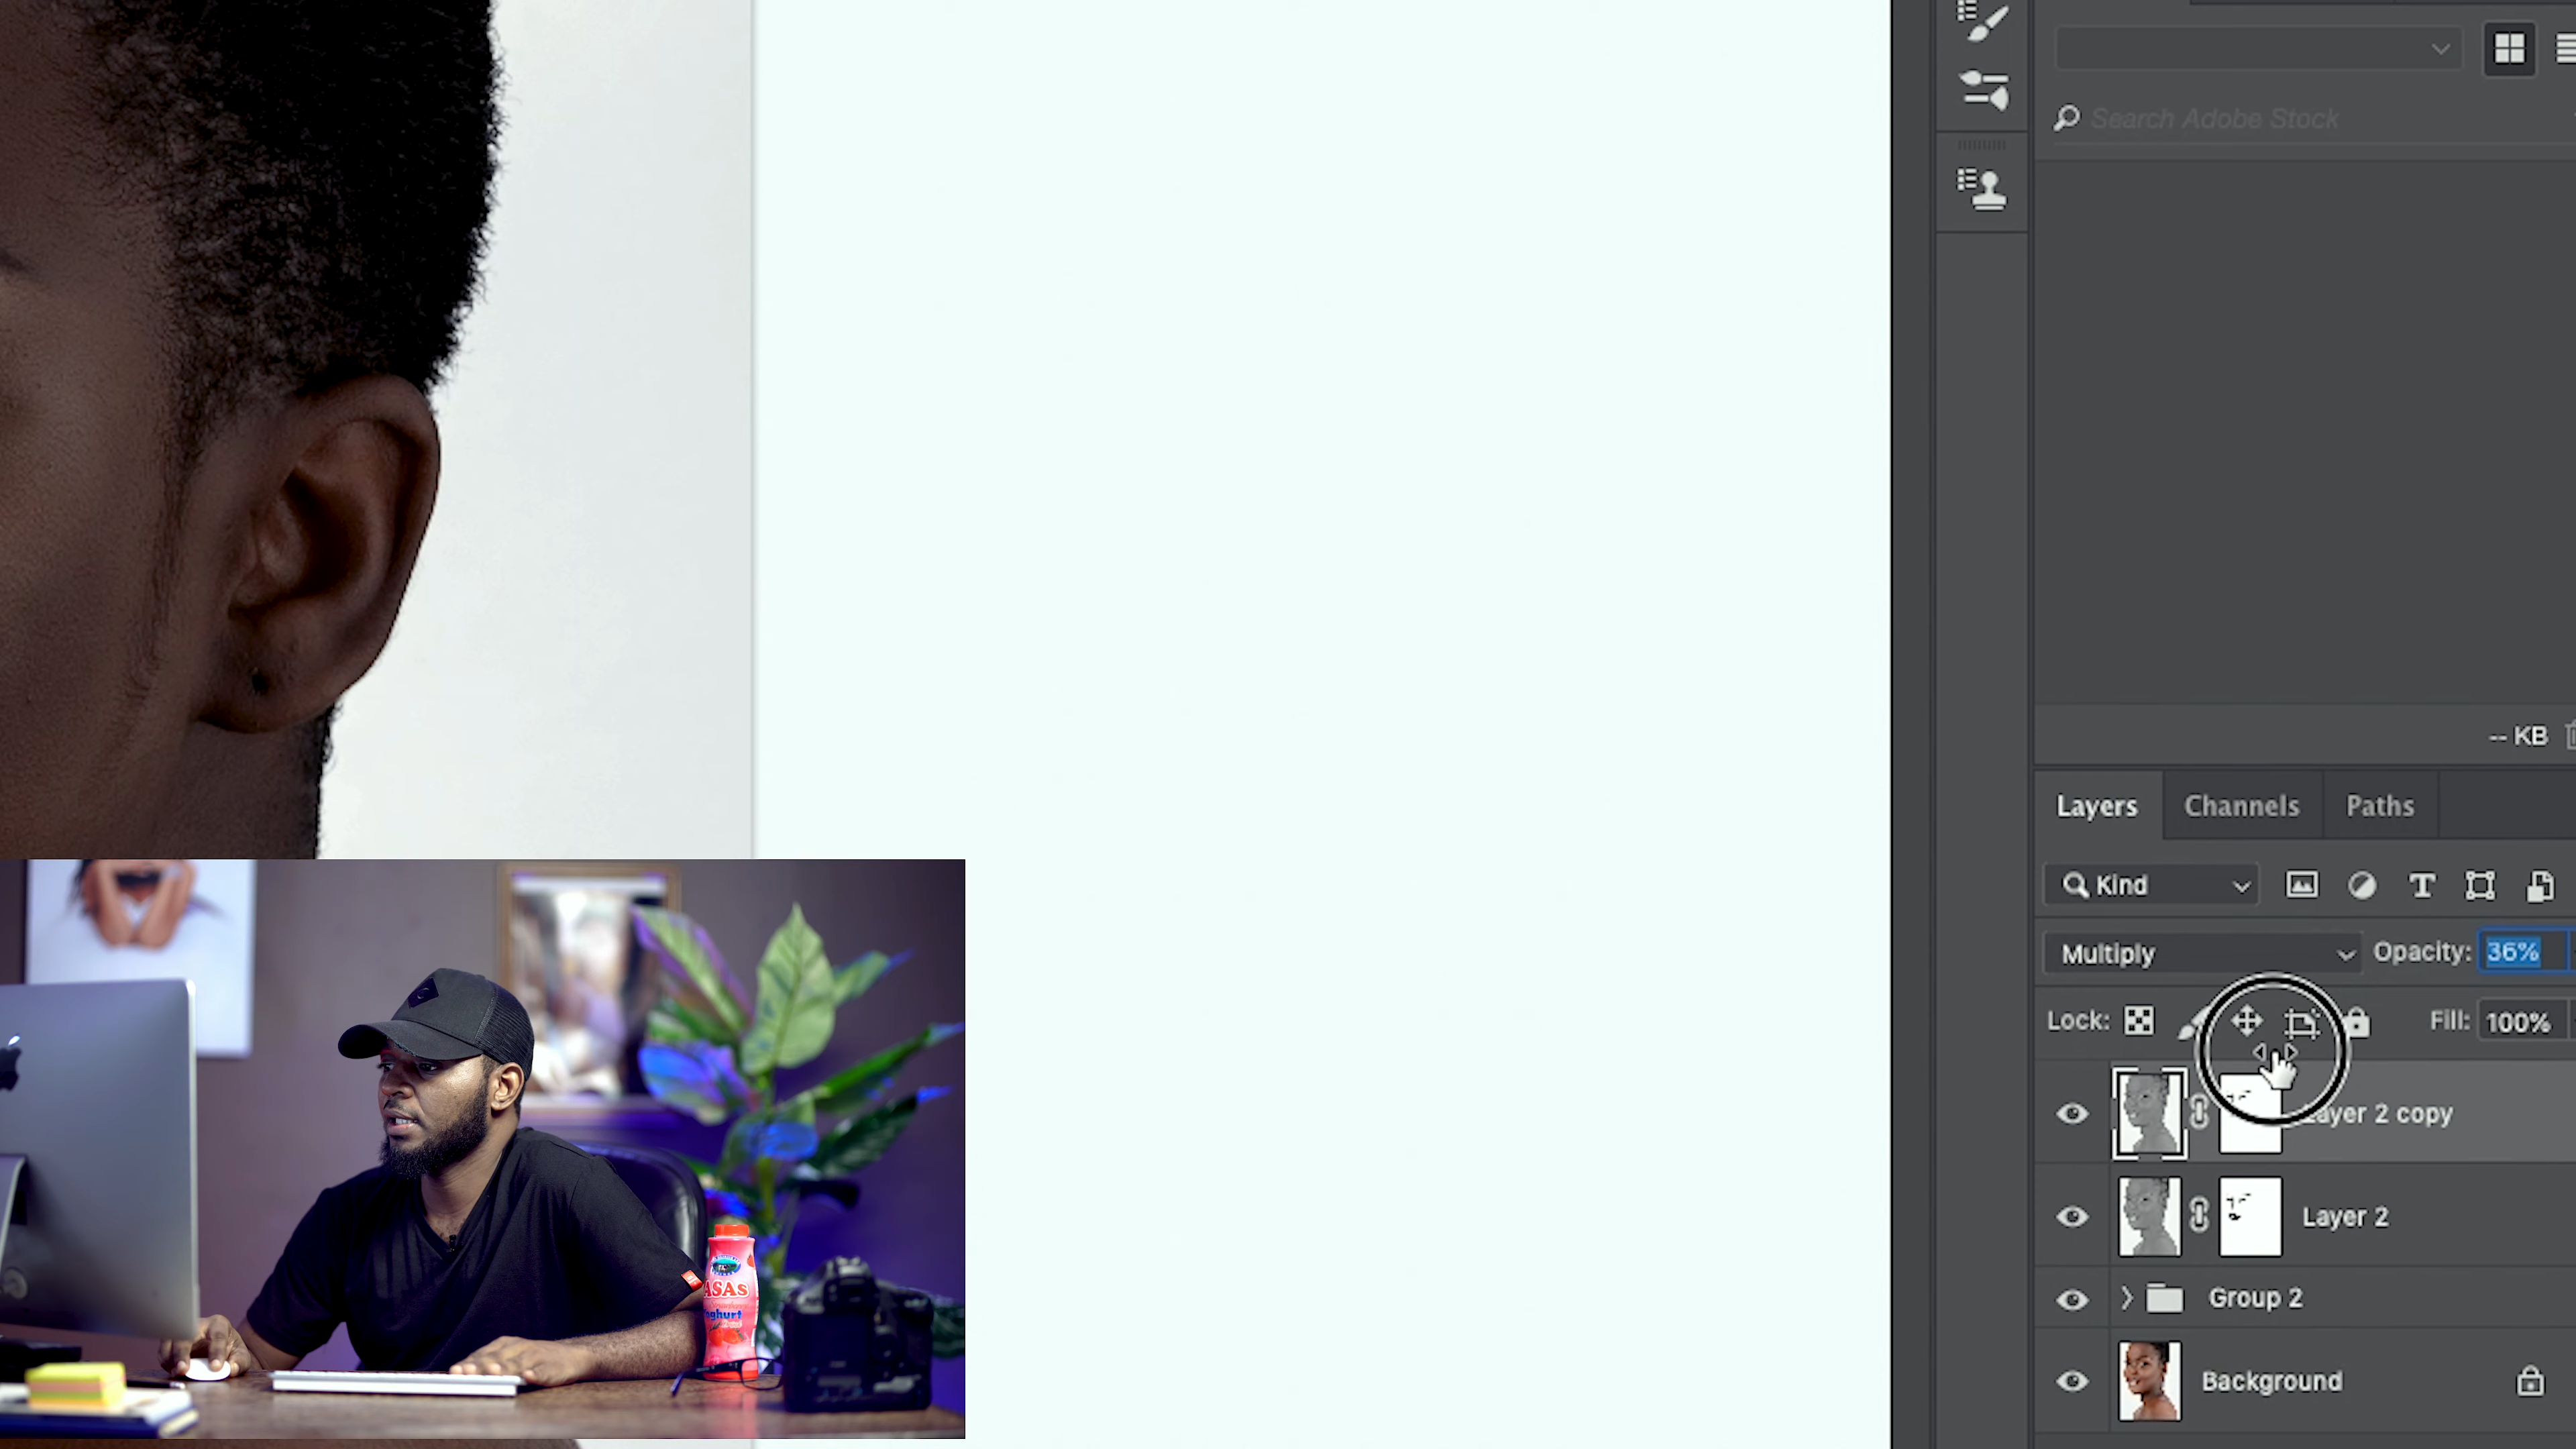 Search Adobe Stock
-- KB
Layers Channels Paths
Kind
Multiply Opacity: 36%
Lock: Fill: 100%
Layer 2 copy
Layer 2
Group 2
Background
ASAs